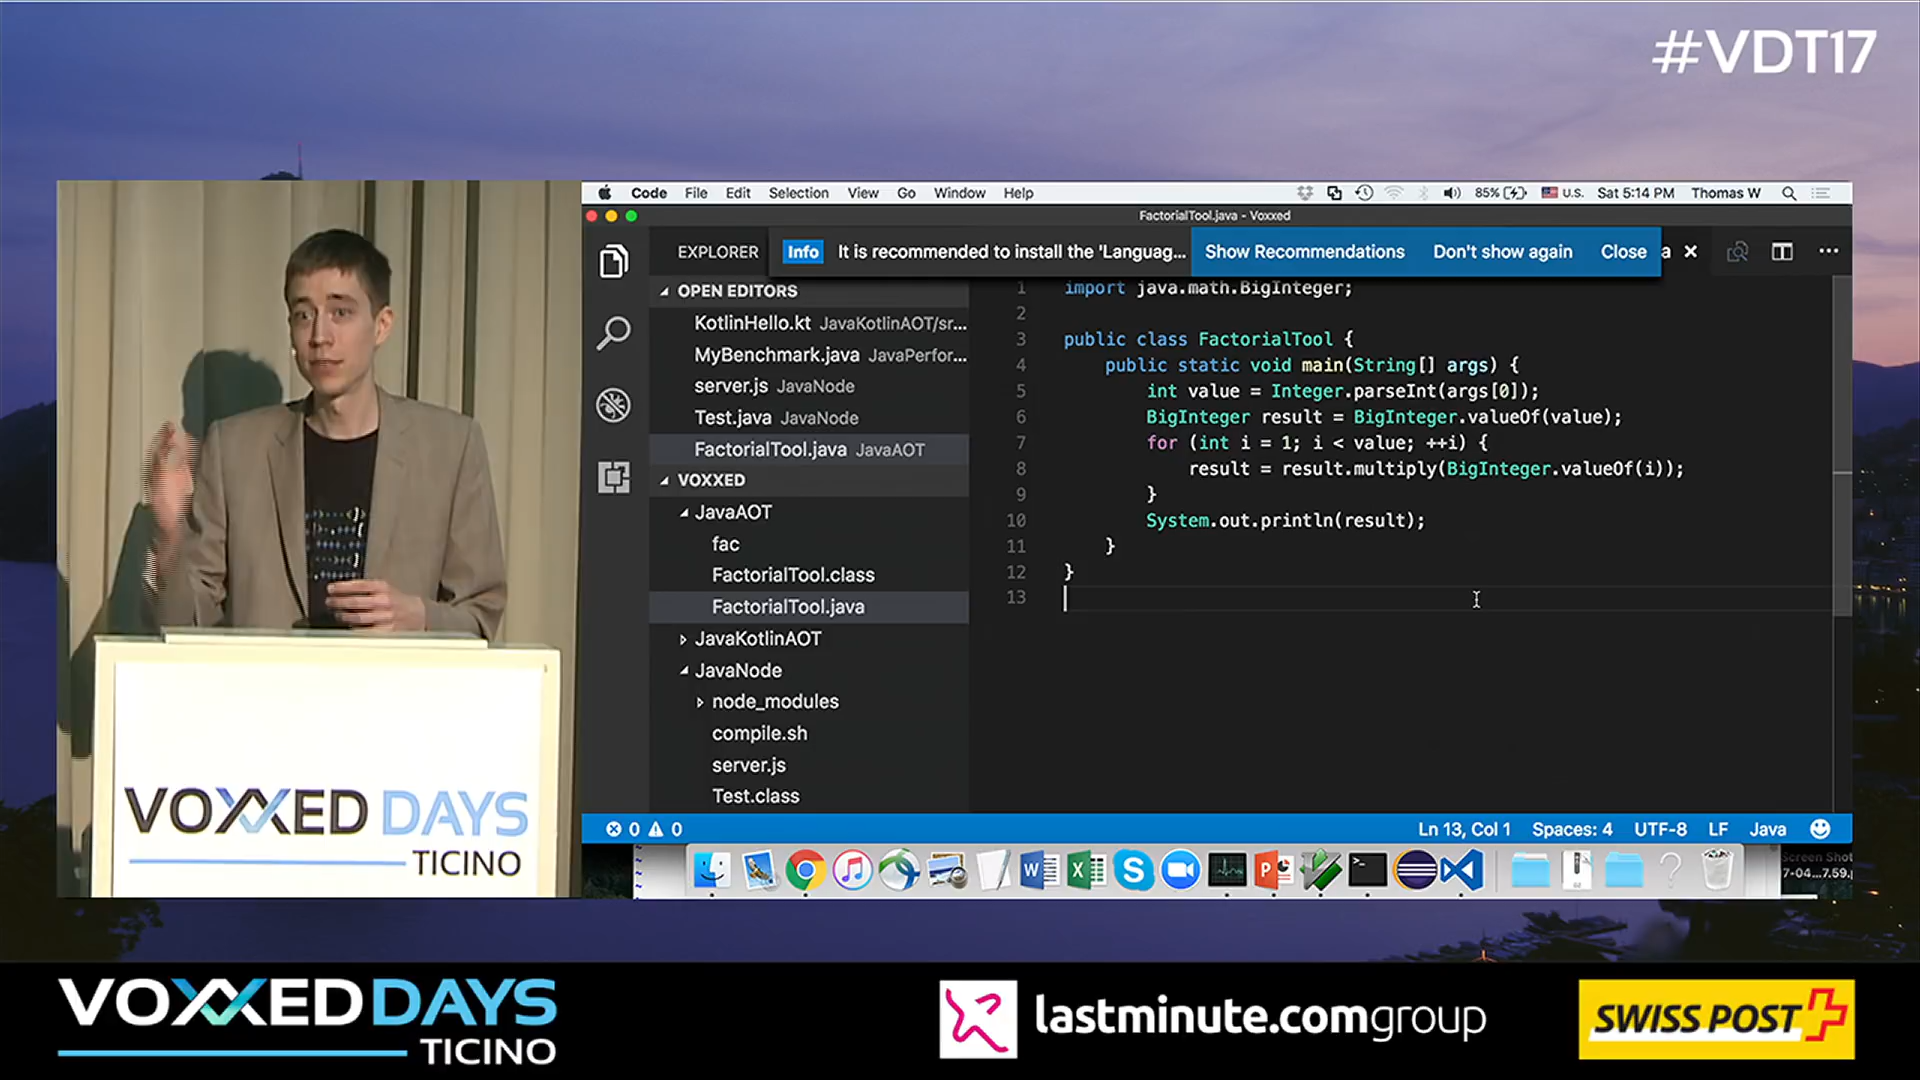 #VDT17
Code File Edit Selection View Go Window Help 85% U.S. Sat 5:14 PM Thomas W
FactorialTool.java - Voxxed
EXPLORER
Info It is recommended to install the 'Languag... Show Recommendations Don't show again Close
a
OPEN EDITORS
KotlinHello.kt JavaKotlinAOT/sr...
MyBenchmark.java JavaPerfor...
server.js JavaNode
Test.java JavaNode
FactorialTool.java JavaAOT
VOXXED
JavaAOT
fac
FactorialTool.class
FactorialTool.java
JavaKotlinAOT
JavaNode
node_modules
compile.sh
server.js
Test.class
1 import java.math.BigInteger;
2
3 public class FactorialTool {
4 public static void main(String[] args) {
5 int value = Integer.parseInt(args[0]);
6 BigInteger result = BigInteger.valueOf(value);
7 for (int i = 1; i < value; ++i) {
8 result = result.multiply(BigInteger.valueOf(i));
9 }
10 System.out.println(result);
11 }
12 }
13
0 0 Ln 13, Col 1 Spaces: 4 UTF-8 LF Java
Screen Shot
7-04...7.59.p
VOXXED DAYS
TICINO
VOXXED DAYS
TICINO
lastminute.comgroup
SWISS POST